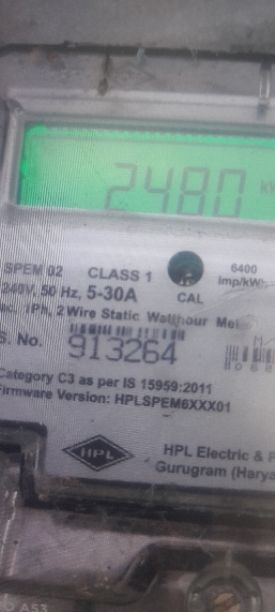 2480 k
SPEM 02 CLASS 1 6400
240V, 50 Hz, 5-30A CAL imp/kWh
1Ph, 2 Wire Static Watthour
S. No. 913264
Category C3 as per IS 15959:2011
Firmware Version: HPLSPEM6XXX01
HPL
HPL Electric & P
Gurugram (Harya
A53